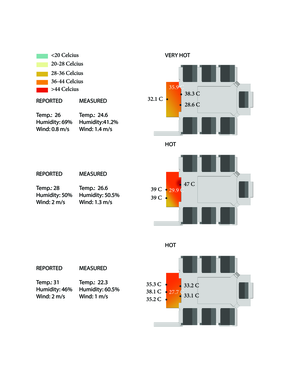 <20 Celcius
20-28 Celcius
28-36 Celcius
36-44 Celcius
>44 Celcius
VERY HOT
REPORTED MEASURED
Temp.: 26 Temp.: 24.6
Humidity: 69% Humidity:41.2%
Wind: 0.8 m/s Wind: 1.4 m/s
35.9
38.3 C
32.1 C
28.6 C
HOT
REPORTED MEASURED
Temp.: 28 Temp.: 26.6
Humidity: 50% Humidity: 50.5%
Wind: 2 m/s Wind: 1.3 m/s
47 C
39 C
29.9
39 C
HOT
REPORTED MEASURED
Temp.: 31 Temp.: 22.3
Humidity: 46% Humidity: 60.5%
Wind: 2 m/s Wind: 1 m/s
35.3 C
33.2 C
38.1 C
27.7
33.1 C
35.2 C